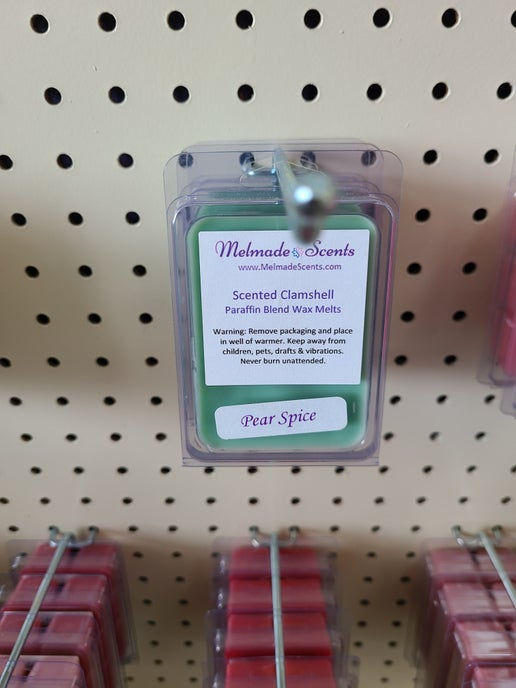 Melmade Scents
www.MelmadeScents.com
Scented Clamshell
Paraffin Blend Wax Melts
Warning: Remove packaging and place
in well of warmer. Keep away from
children, pets, drafts & vibrations.
Never burn unattended.
Pear Spice